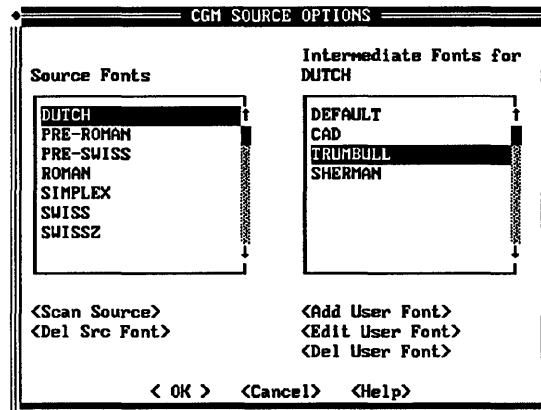 CGM SOURCE OPTIONS
Source Fonts
DUTCH
PRE-ROMAN
PRE-SWISS
ROMAN
SIMPLEX
SWISS
SWISSZ
<Scan Source>
<Del Src Font>
Intermediate Fonts for
DUTCH
DEFAULT
CAD
TRUMBULL
SHERMAN
<Add User Font>
<Edit User Font>
<Del User Font>
< OK > <Cancel> <Help>